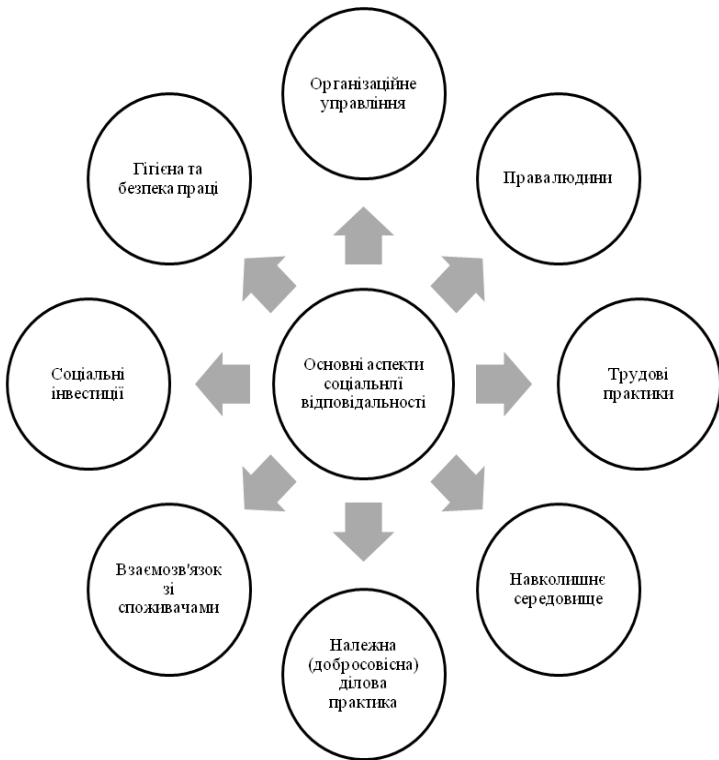 Організаційне
управління
Гігієна та
безпека праці
Правалюдини
Соціальні
інвестиції
Основні аспекти
соціальнлї
відповідальності
Трудові
практики
Взаємозв'язок
зі
споживачами
Навколишнє
середовище
Належна
(добросовісна)
ділова
практика